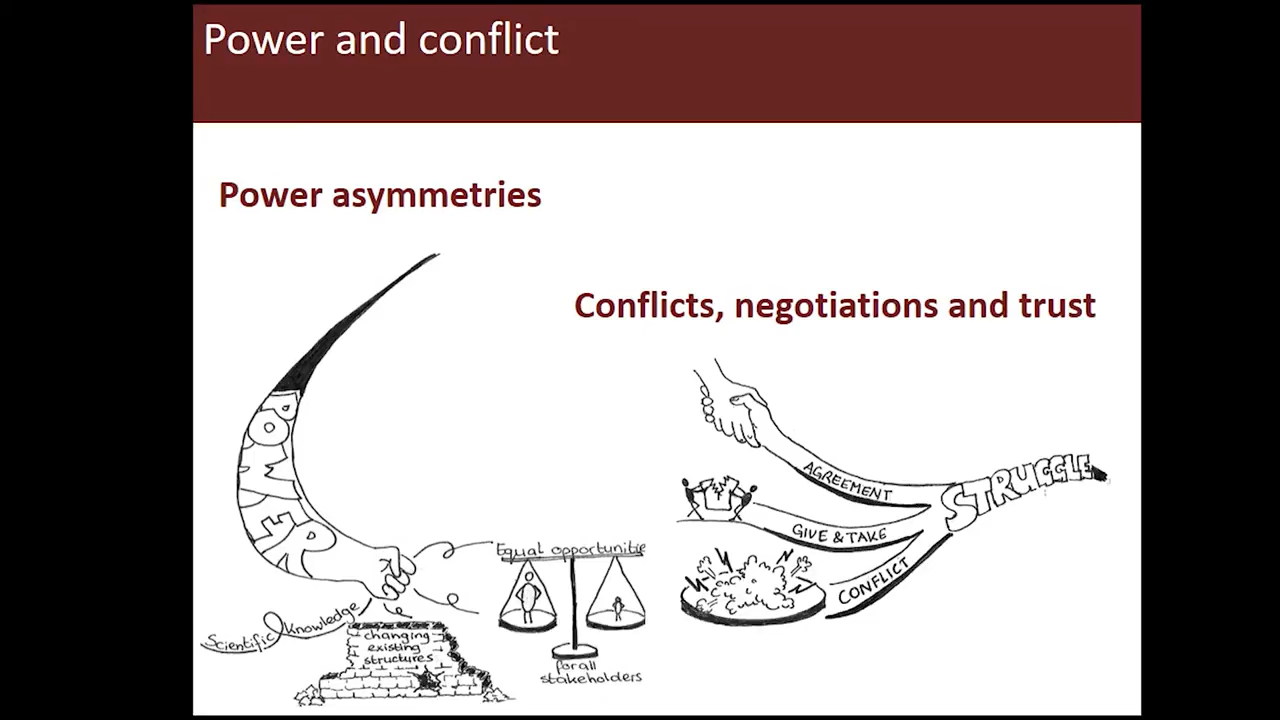 Power and conflict
Power asymmetries
Conflicts, negotiations and trust
POWER
Scientific Knowledge
changing
existing
structures
Equal opportunitie
for all
stakeholders
AGREEMENT
GIVE & TAKE
CONFLICT
STRUGGLE